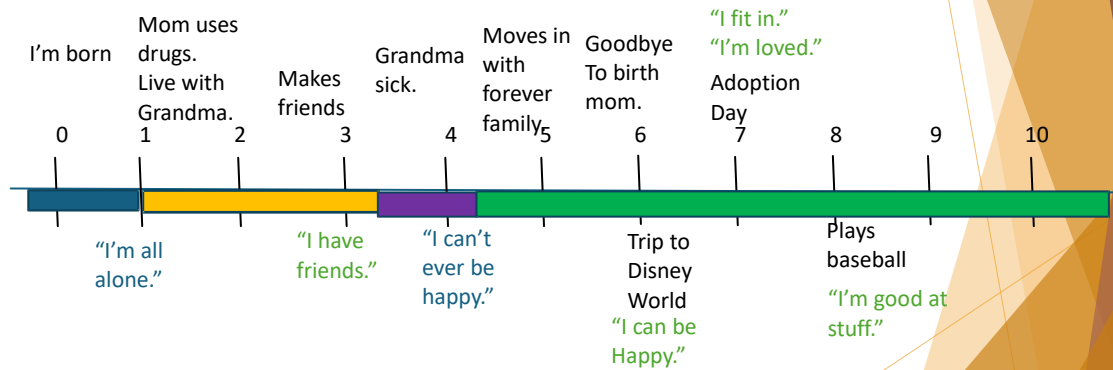 I'm born
Mom uses
drugs.
Live with
Grandma.
Makes
friends
Grandma
sick.
Moves in
with
forever
family.
Goodbye
To birth
mom.
“I fit in.”
“I'm loved.”
Adoption
Day
0 1 2 3 4 5 6 7 8 9 10
“I'm all
alone.”
“I have
friends.”
“I can't
ever be
happy.”
Trip to
Disney
World
“I can be
Happy.”
Plays
baseball
“I'm good at
stuff.”